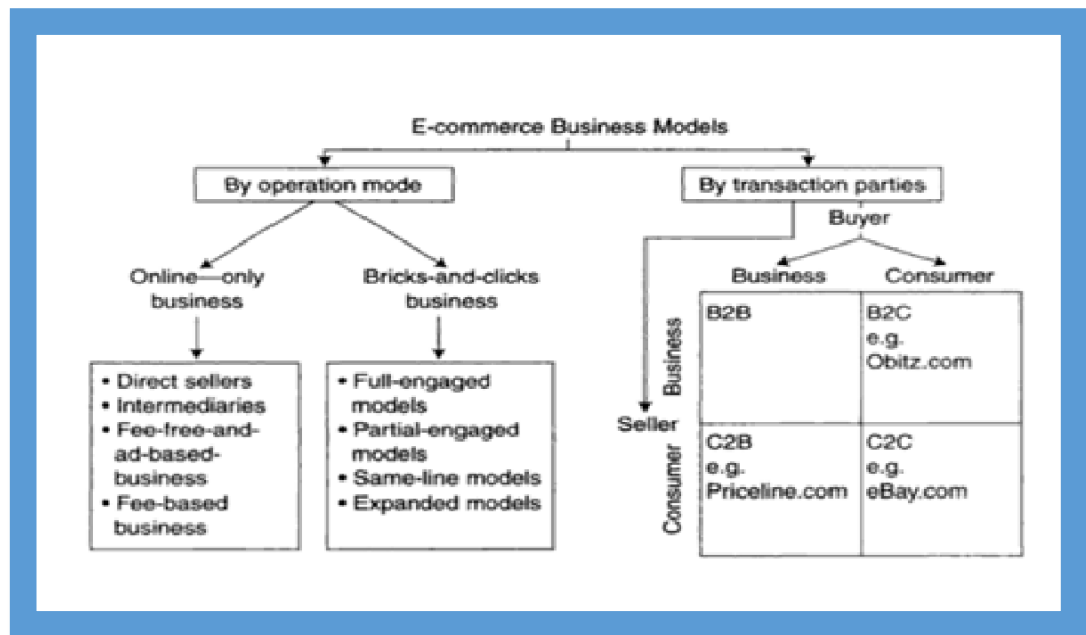 E-commerce Business Models
By operation mode
By transaction parties
Buyer
Online—only
business
Bricks-and-clicks
business
Business
Consumer
• Direct sellers
• Intermediaries
• Fee-free-and-
ad-based-
business
• Fee-based
business
• Full-engaged
models
• Partial-engaged
models
• Same-line models
• Expanded models
Seller
Business
Consumer
B2B
B2C
e.g.
Obitz.com
C2B
e.g.
Priceline.com
C2C
e.g.
eBay.com